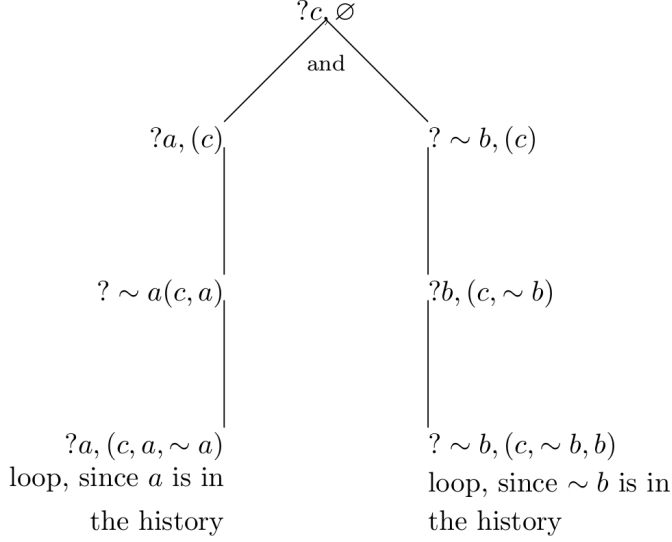 ?c, ∅
and
?a, (c)
? ∼ b, (c)
? ∼ a(c, a)
?b, (c, ∼ b)
?a, (c, a, ∼ a)
loop, since a is in
the history
? ∼ b, (c, ∼ b, b)
loop, since ∼ b is in
the history